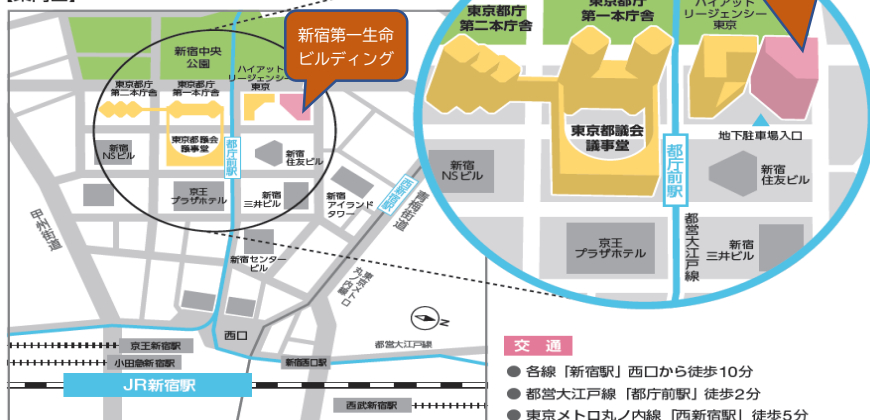 新宿第一生命
ビルディング
新宿中央
公園
ハイアット
リージェンシー
東京
東京都庁
第二本庁舎
東京都庁
第一本庁舎
東京都議会
議事堂
都庁前駅
新宿
NSビル
新宿
住友ビル
京王
プラザホテル
新宿
三井ビル
新宿
アイランド
タワー
西新宿駅
青梅街道
甲州街道
新宿センター
ビル
東京メトロ
丸ノ内線
N
西口
都営大江戸線
京王新宿駅
小田急新宿駅
新宿西口駅
JR新宿駅
西武新宿駅
東京都庁
第二本庁舎
東京都庁
第一本庁舎
ハイアット
リージェンシー
東京
東京都議会
議事堂
地下駐車場入口
都庁前駅
新宿
NSビル
新宿
住友ビル
京王
プラザホテル
都営大江戸線
新宿
三井ビル
交 通
● 各線「新宿駅」西口から徒歩10分
● 都営大江戸線「都庁前駅」徒歩2分
● 東京メトロ丸ノ内線「西新宿駅」徒歩5分